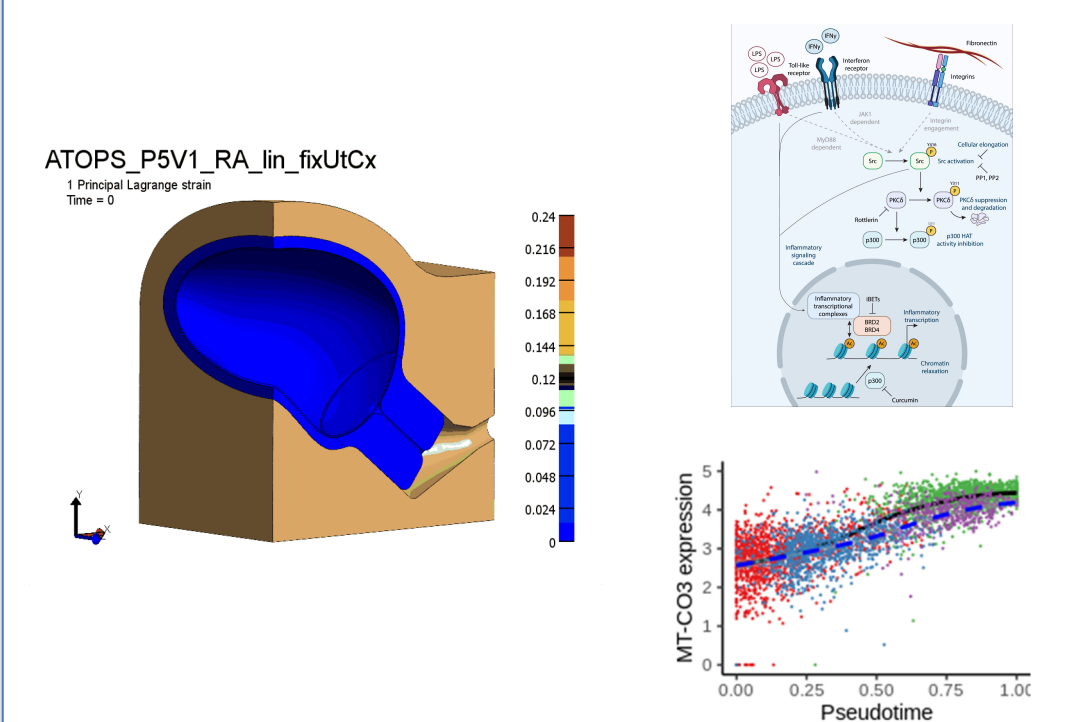 ATOPS_P5V1_RA_lin_fixUtCx
1 Principal Lagrange strain
Time = 0
0.24
0.216
0.192
0.168
0.144
0.12
0.096
0.072
0.048
0.024
0
Y
X
IFNγ
IFNγ
LPS
LPS
LPS
Toll-like
receptor
Interferon
receptor
Fibronectin
Integrins
JAK1
dependent
MyD88
dependent
Integrin
engagement
Cellular elongation
Src
Src
P
Src activation
PP1, PP2
PKCδ
PKCδ
P
PKCδ suppression
and degradation
Rottlerin
p300
p300
P
p300 HAT
activity inhibition
Inflammatory
signaling
cascade
Inflammatory
transcriptional
complexes
iBETs
BRD2
BRD4
Inflammatory
transcription
Ac
Ac
Ac
Chromatin
relaxation
p300
Curcumin
MT-CO3 expression
5
4
3
2
1
0
0.00
0.25
0.50
0.75
1.00
Pseudotime